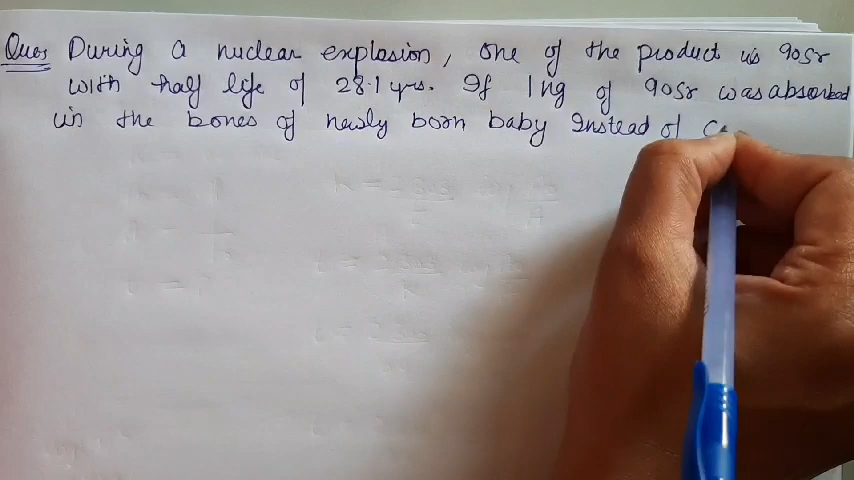 Ques During a nuclear explosion, one of the product is 90Sr
with half life of 28.1 yrs. If 1ng of 90Sr was absorbed
in the bones of newly born baby Instead of